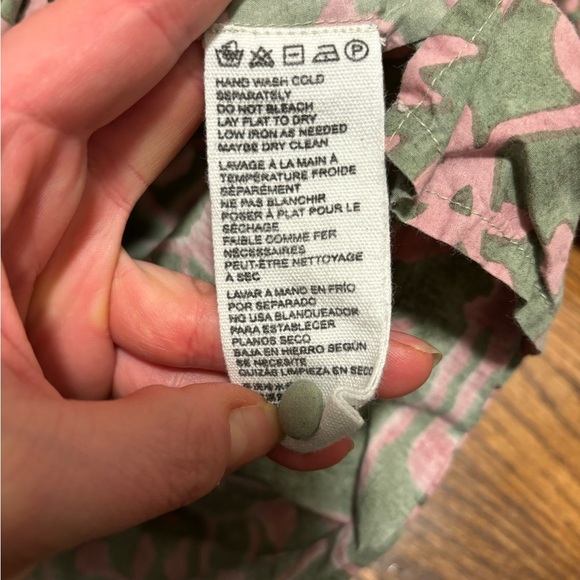 HAND WASH COLD
SEPARATELY
DO NOT BLEACH
LAY FLAT TO DRY
LOW IRON AS NEEDED
MAYBE DRY CLEAN
LAVAGE À LA MAIN À
TEMPÉRATURE FROIDE
SÉPARÉMENT
NE PAS BLANCHIR
POSER À PLAT POUR LE
SÉCHAGE
FAIBLE COMME FER
NÉCESSAIRES
PEUT-ÊTRE NETTOYAGE
À SEC
LAVAR A MANO EN FRÍO
POR SEPARADO
NO USA BLANQUEADOR
PARA ESTABLECER
PLANOS SECO
BAJA EN HIERRO SEGÚN
SE NECESITE
QUIZÁS LIMPIEZA EN SECO